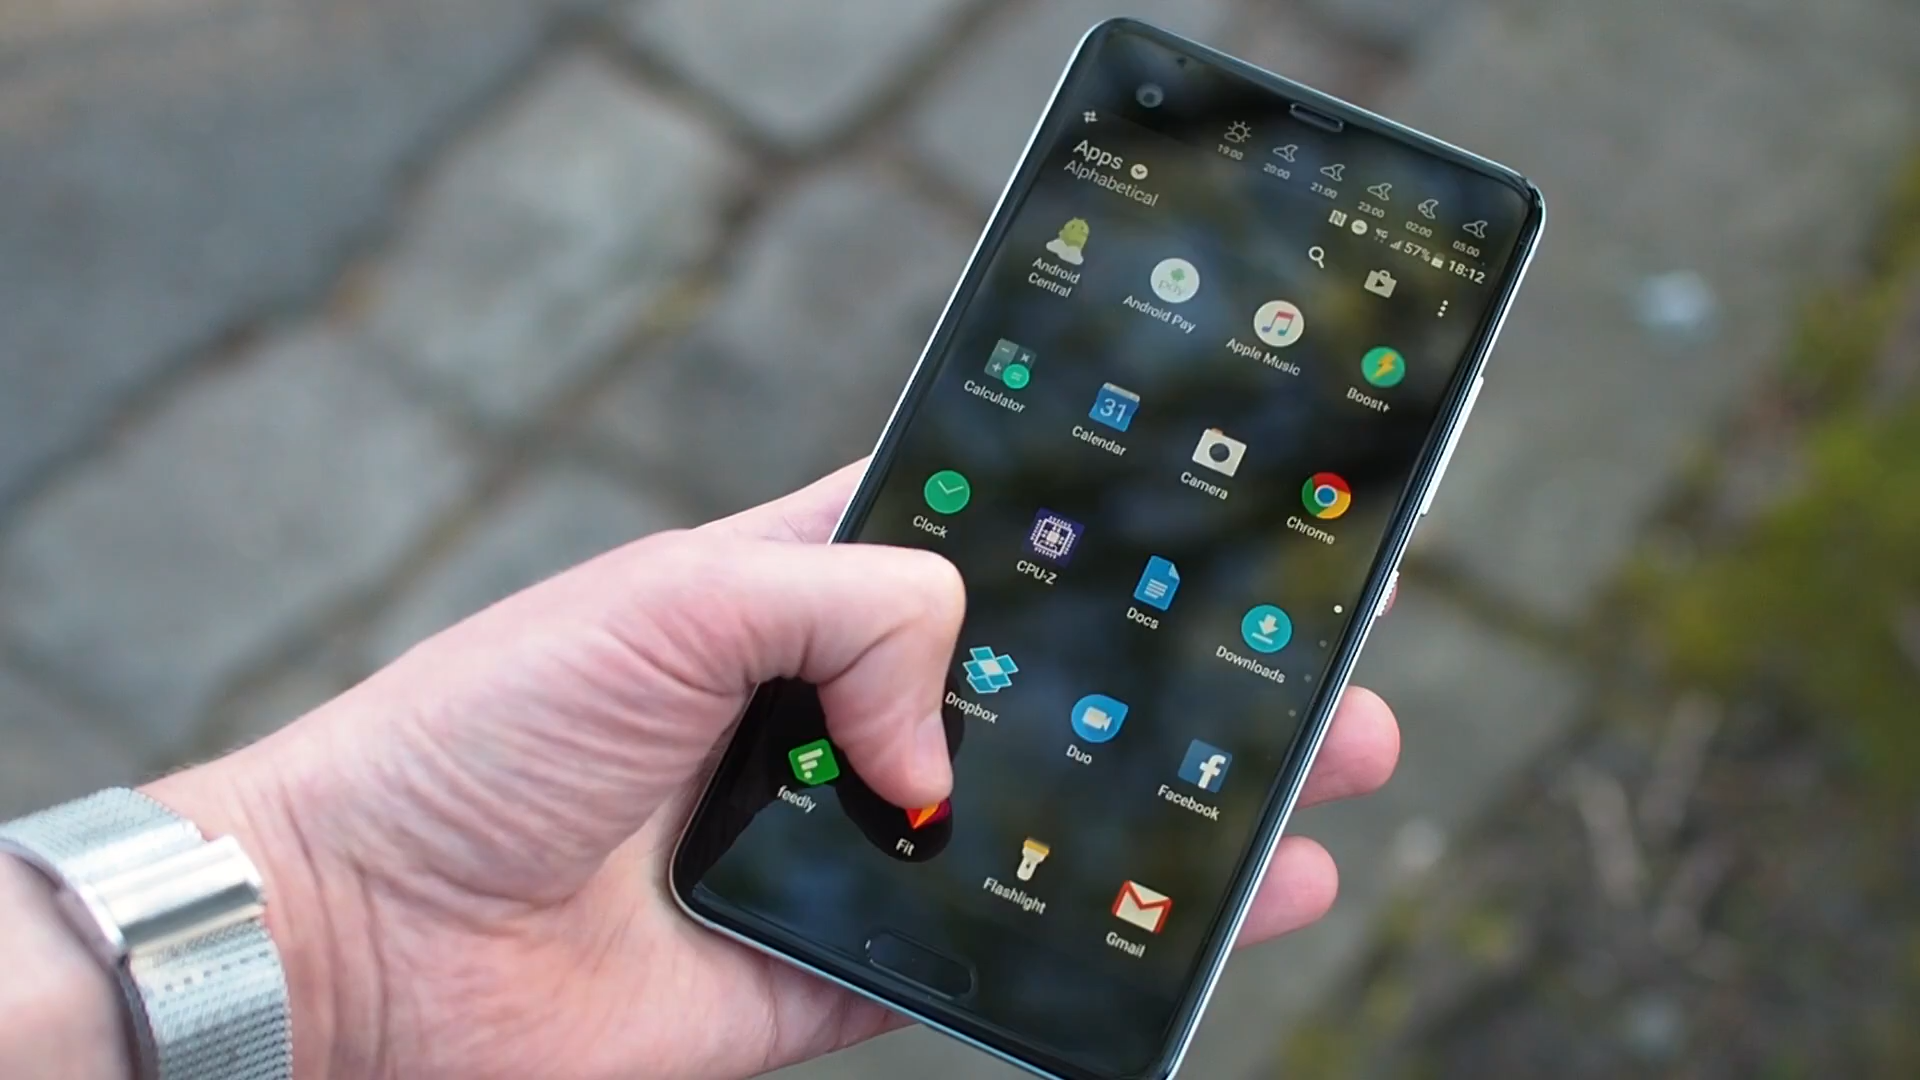 19:00
20:00
21:00
23:00
02:00
05:00
Apps
Alphabetical
4G
57%
18:12
Android
Central
pay
Android Pay
Apple Music
Boost+
Calculator
31
Calendar
Camera
Chrome
Clock
CPU-Z
Docs
Downloads
Dropbox
Duo
Facebook
feedly
Fit
Flashlight
Gmail